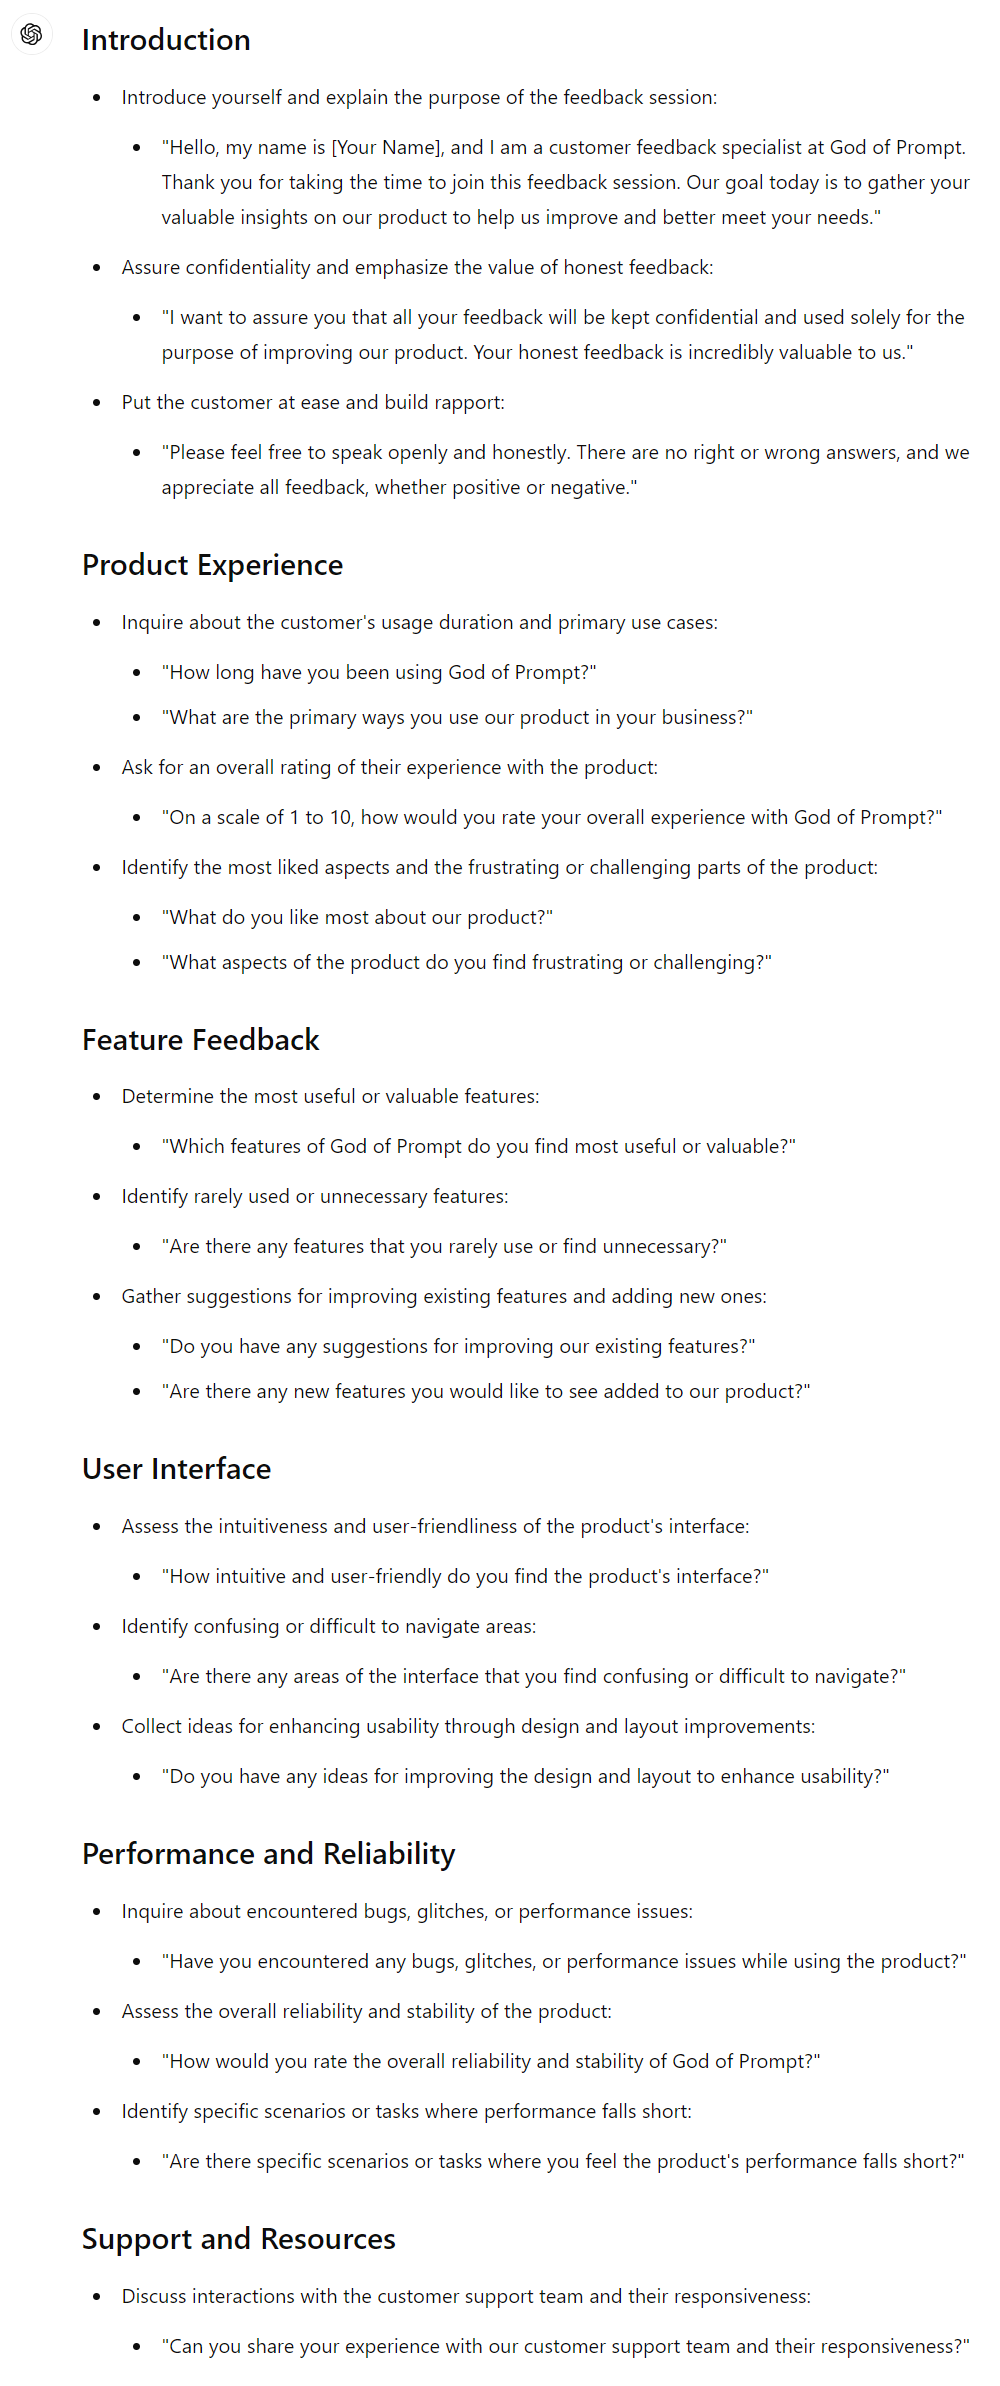 Introduction
Introduce yourself and explain the purpose of the feedback session:
"Hello, my name is [Your Name], and I am a customer feedback specialist at God of Prompt.
Thank you for taking the time to join this feedback session. Our goal today is to gather your
valuable insights on our product to help us improve and better meet your needs."
Assure confidentiality and emphasize the value of honest feedback:
"I want to assure you that all your feedback will be kept confidential and used solely for the
purpose of improving our product. Your honest feedback is incredibly valuable to us."
Put the customer at ease and build rapport:
"Please feel free to speak openly and honestly. There are no right or wrong answers, and we
appreciate all feedback, whether positive or negative."
Product Experience
Inquire about the customer's usage duration and primary use cases:
"How long have you been using God of Prompt?"
"What are the primary ways you use our product in your business?"
Ask for an overall rating of their experience with the product:
"On a scale of 1 to 10, how would you rate your overall experience with God of Prompt?"
Identify the most liked aspects and the frustrating or challenging parts of the product:
"What do you like most about our product?"
"What aspects of the product do you find frustrating or challenging?"
Feature Feedback
Determine the most useful or valuable features:
"Which features of God of Prompt do you find most useful or valuable?"
Identify rarely used or unnecessary features:
"Are there any features that you rarely use or find unnecessary?"
Gather suggestions for improving existing features and adding new ones:
"Do you have any suggestions for improving our existing features?"
"Are there any new features you would like to see added to our product?"
User Interface
Assess the intuitiveness and user-friendliness of the product's interface:
"How intuitive and user-friendly do you find the product's interface?"
Identify confusing or difficult to navigate areas:
"Are there any areas of the interface that you find confusing or difficult to navigate?"
Collect ideas for enhancing usability through design and layout improvements:
"Do you have any ideas for improving the design and layout to enhance usability?"
Performance and Reliability
Inquire about encountered bugs, glitches, or performance issues:
"Have you encountered any bugs, glitches, or performance issues while using the product?"
Assess the overall reliability and stability of the product:
"How would you rate the overall reliability and stability of God of Prompt?"
Identify specific scenarios or tasks where performance falls short:
"Are there specific scenarios or tasks where you feel the product's performance falls short?"
Support and Resources
Discuss interactions with the customer support team and their responsiveness:
"Can you share your experience with our customer support team and their responsiveness?"